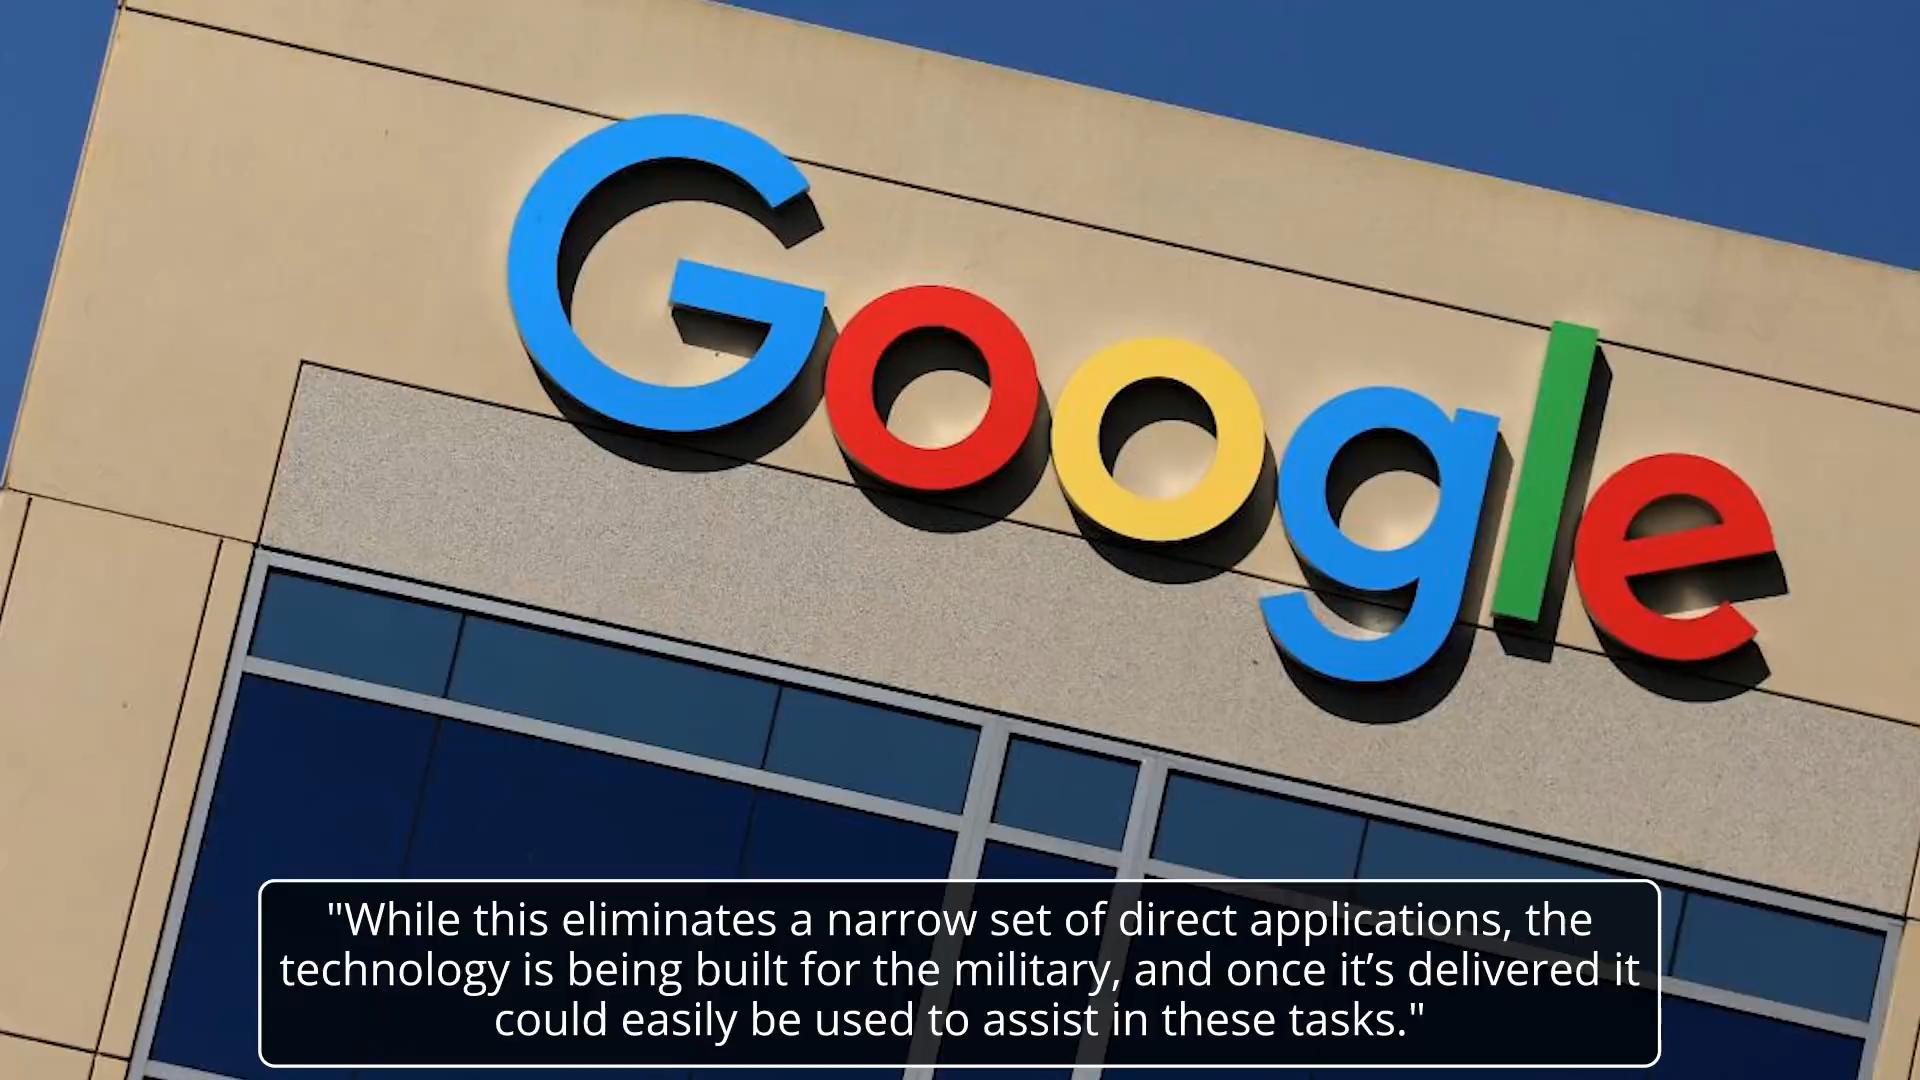 Google
"While this eliminates a narrow set of direct applications, the
technology is being built for the military, and once it’s delivered it
could easily be used to assist in these tasks."